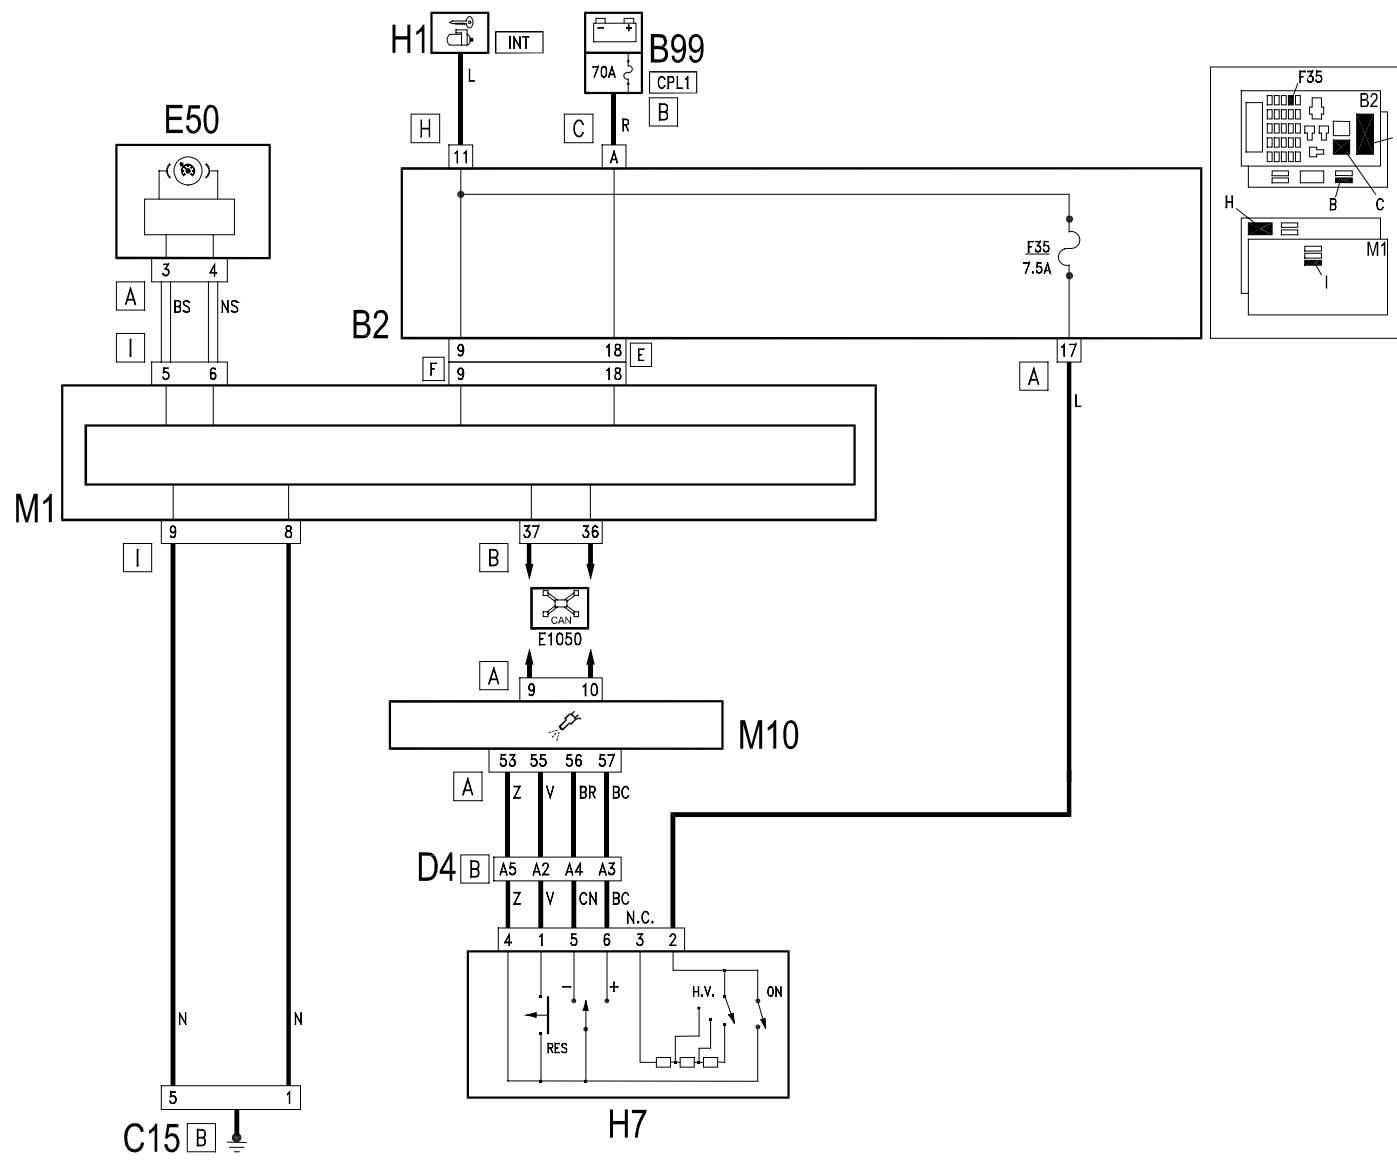 H1
INT
L
H
11
- +
70A
B99
CPL1
B
C
R
A
F35
B2
H
B
C
M1
I
E50
3 4
A
BS NS
I
5 6
B2
F35
7.5A
9 18
E
F
9 18
17
A
L
M1
9 8
I
37 36
B
CAN
E1050
A
9 10
M10
53 55 56 57
A
Z V BR BC
D4
B
A5 A2 A4 A3
Z V CN BC
N.C.
4 1 5 6 3 2
- +
H.V.
ON
RES
H7
N N
5 1
C15
B